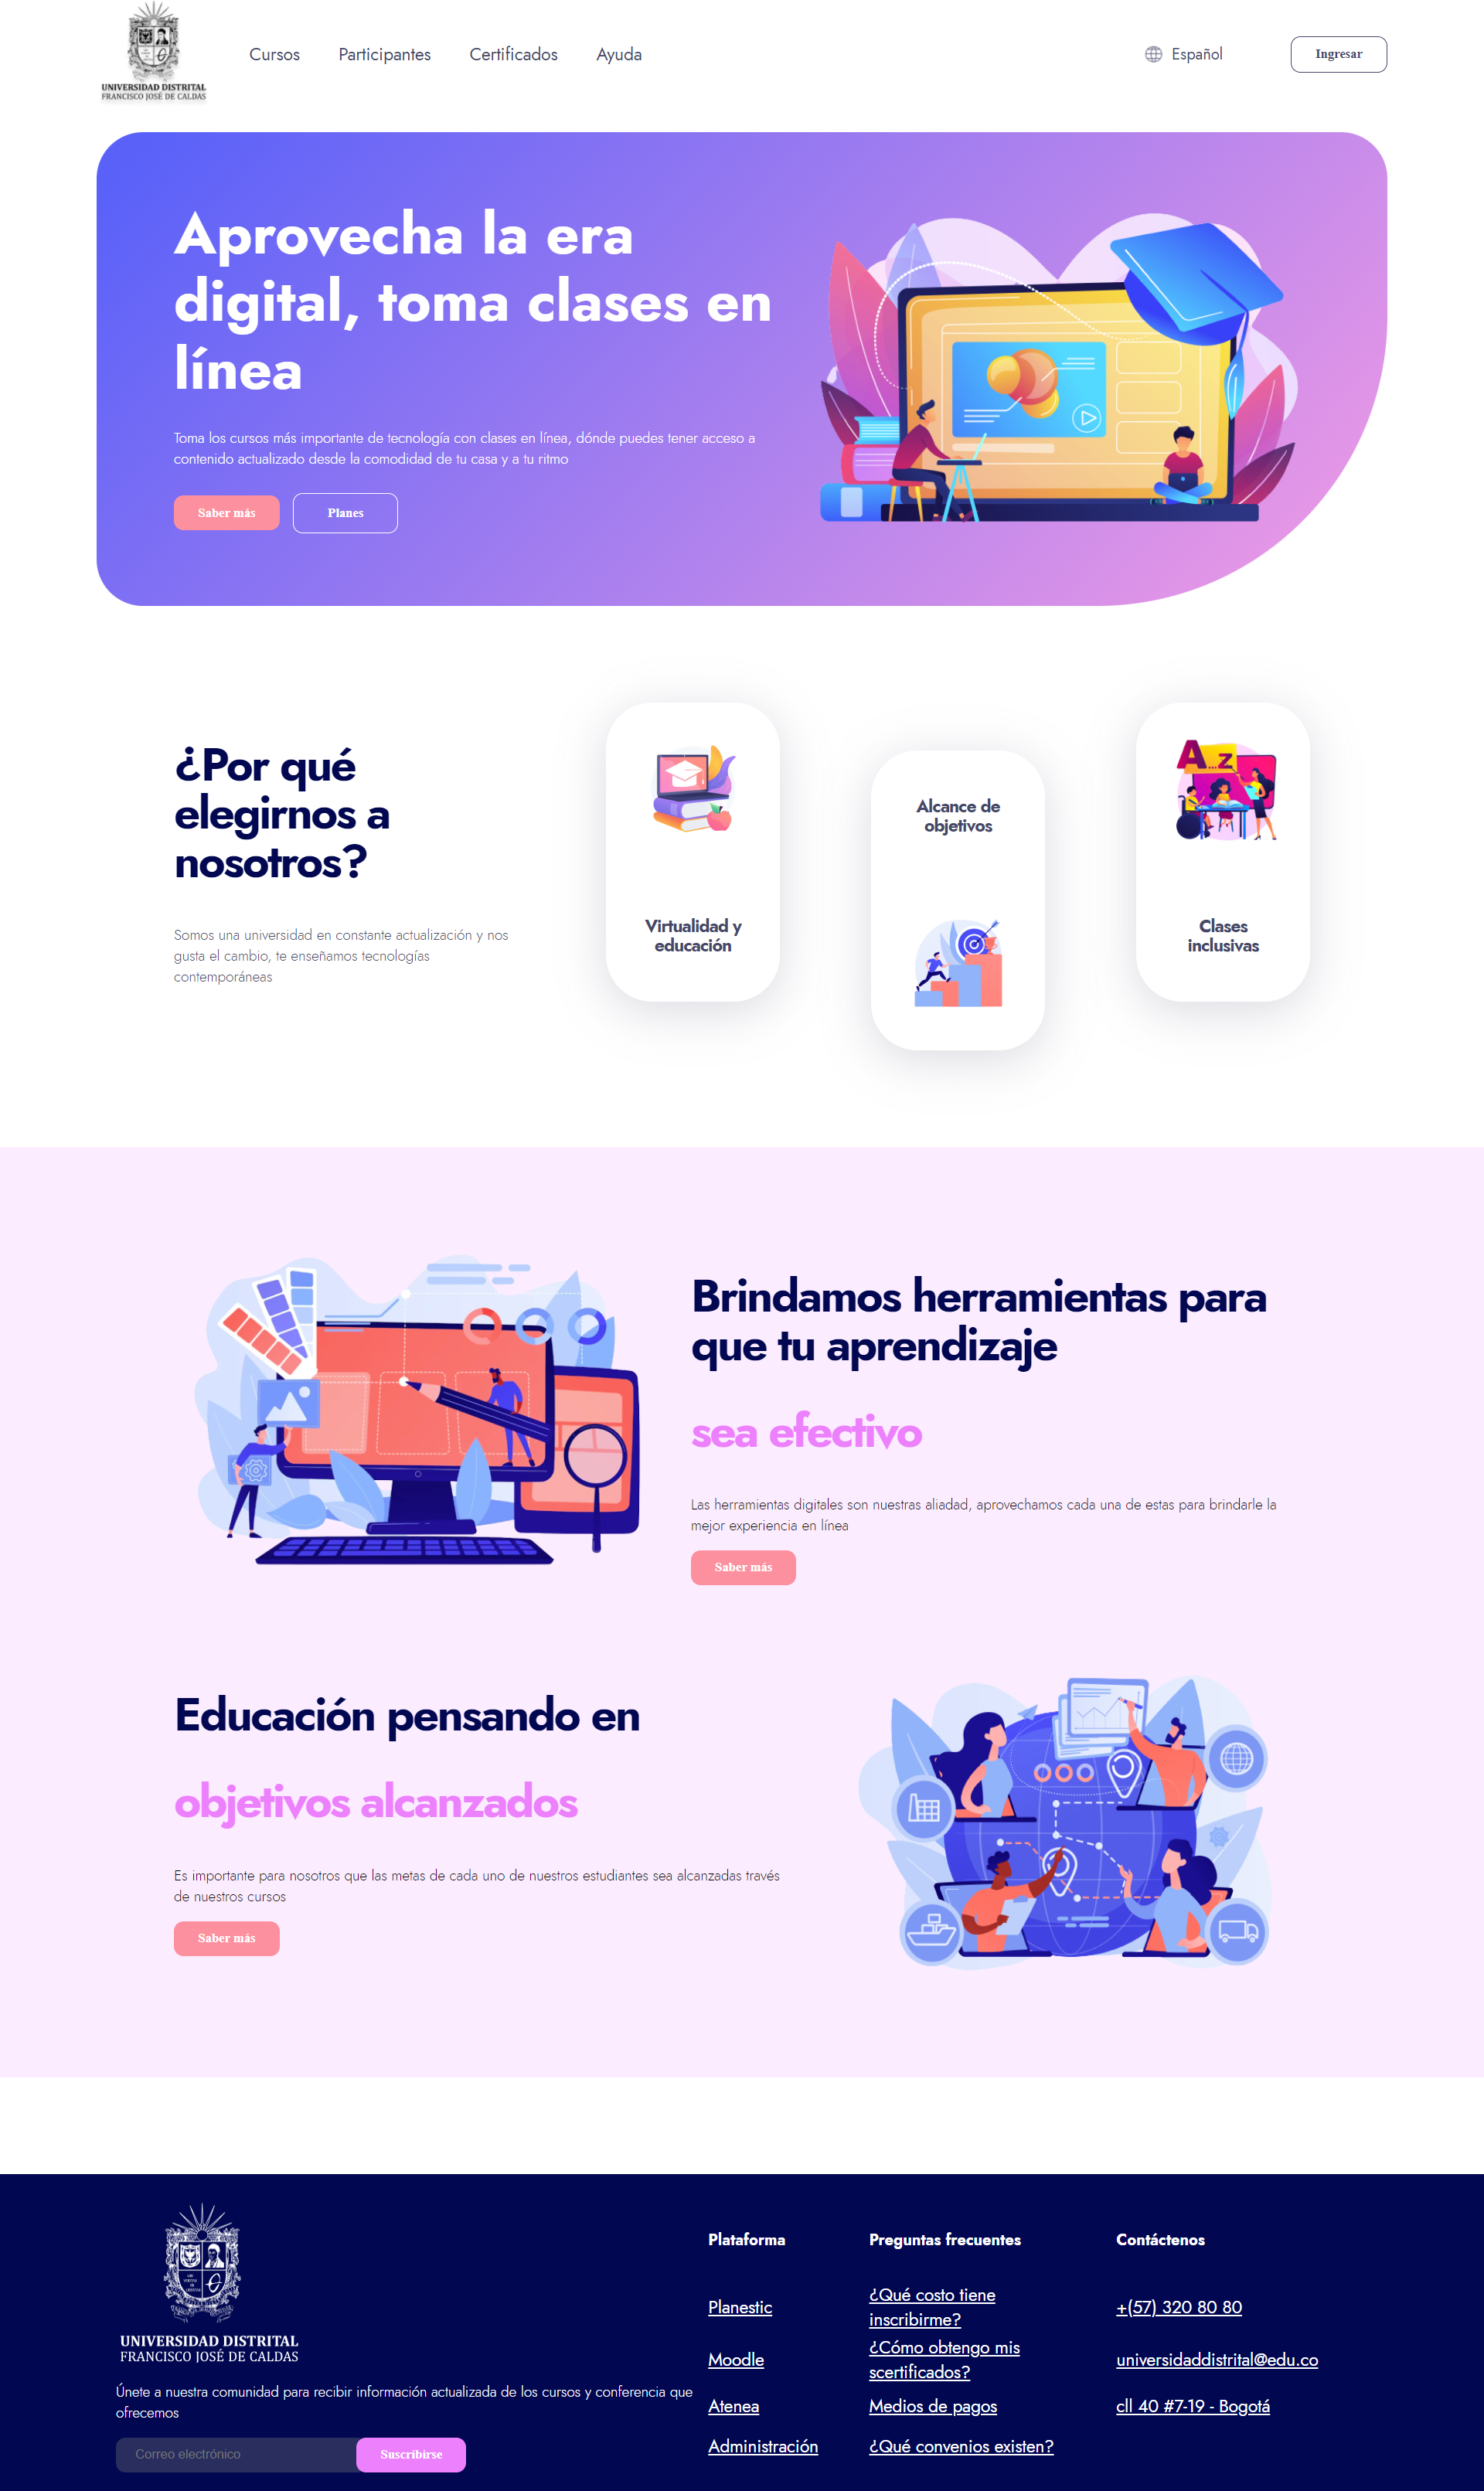 UNIVERSIDAD DISTRITAL
FRANCISCO JOSÉ DE CALDAS
Cursos
Participantes
Certificados
Ayuda
Español
Ingresar
Aprovecha la era
digital, toma clases en
línea
Toma los cursos más importante de tecnología con clases en línea, dónde puedes tener acceso a
contenido actualizado desde la comodidad de tu casa y a tu ritmo
Saber más
Planes
¿Por qué
elegirnos a
nosotros?
Somos una universidad en constante actualización y nos
gusta el cambio, te enseñamos tecnologías
contemporáneas
Virtualidad y
educación
Alcance de
objetivos
A...z
Clases
inclusivas
Brindamos herramientas para
que tu aprendizaje
sea efectivo
Las herramientas digitales son nuestras aliadad, aprovechamos cada una de estas para brindarle la
mejor experiencia en línea
Saber más
Educación pensando en
objetivos alcanzados
Es importante para nosotros que las metas de cada uno de nuestros estudiantes sea alcanzadas través
de nuestros cursos
Saber más
UNIVERSIDAD DISTRITAL
FRANCISCO JOSÉ DE CALDAS
Únete a nuestra comunidad para recibir información actualizada de los cursos y conferencia que
ofrecemos
Correo electrónico
Suscribirse
Plataforma
Planestic
Moodle
Atenea
Administración
Preguntas frecuentes
¿Qué costo tiene
inscribirme?
¿Cómo obtengo mis
scertificados?
Medios de pagos
¿Qué convenios existen?
Contáctenos
+(57) 320 80 80
universidaddistrital@edu.co
cll 40 #7-19 - Bogotá